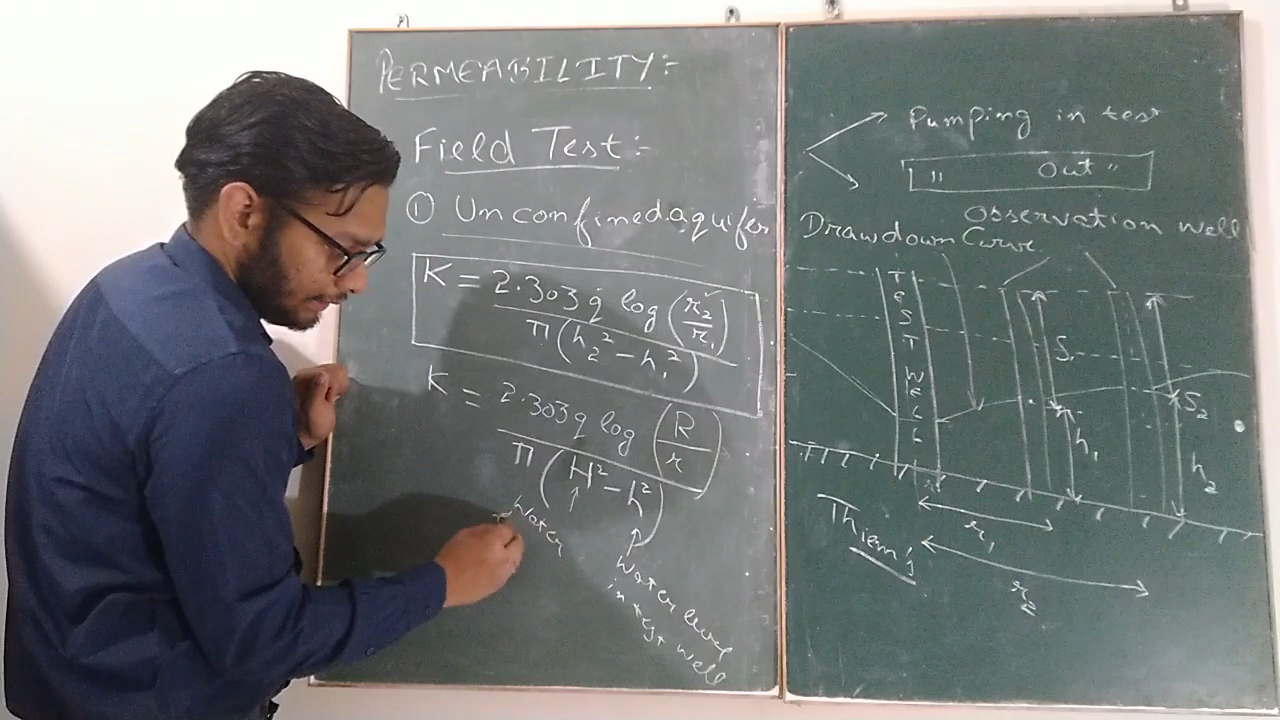 PERMEABILITY:-
Field Test:-
① Unconfined aquifer
K = 2.303 q log (r₂/r₁) / π(h₂² - h₁²)
K = 2.303 q log (R/r) / π(H² - h²)
Water
Water level
in test well
Pumping in test
" Out "
Observation well
Drawdown Curve
TeST WeLL
S₁
S₂
h₁
h₂
r₁
r₂
Thiem's